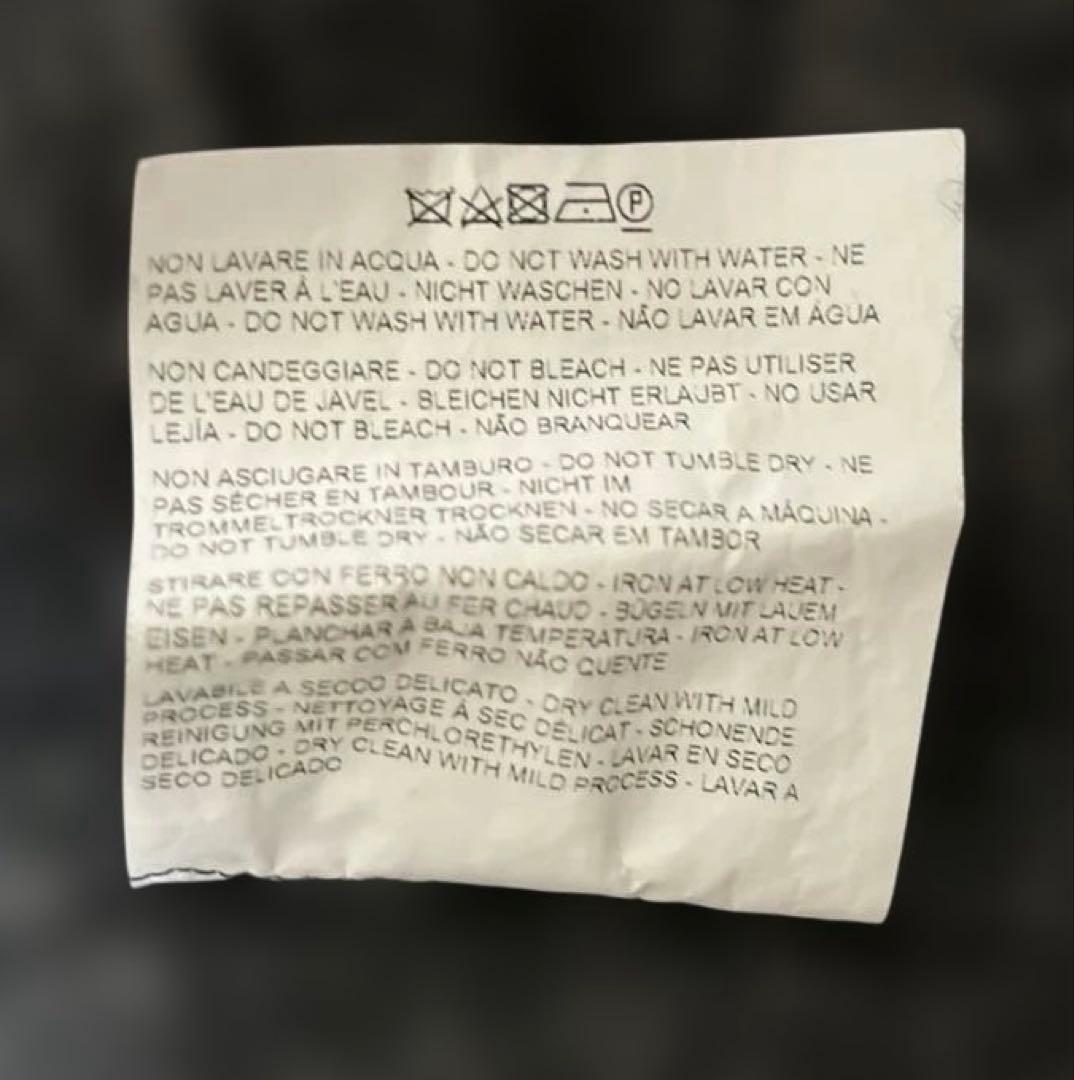 P
NON LAVARE IN ACQUA - DO NOT WASH WITH WATER - NE
PAS LAVER À L'EAU - NICHT WASCHEN - NO LAVAR CON
AGUA - DO NOT WASH WITH WATER - NÃO LAVAR EM ÁGUA
NON CANDEGGIARE - DO NOT BLEACH - NE PAS UTILISER
DE L'EAU DE JAVEL - BLEICHEN NICHT ERLAUBT - NO USAR
LEJÍA - DO NOT BLEACH - NÃO BRANQUEAR
NON ASCIUGARE IN TAMBURO - DO NOT TUMBLE DRY - NE
PAS SÉCHER EN TAMBOUR - NICHT IM
TROMMELTROCKNER TROCKNEN - NO SECAR A MÁQUINA -
DO NOT TUMBLE DRY - NÃO SECAR EM TAMBOR
STIRARE CON FERRO NON CALDO - IRON AT LOW HEAT -
NE PAS REPASSER AU FER CHAUD - BÜGELN MIT LAUEM
EISEN - PLANCHAR A BAJA TEMPERATURA - IRON AT LOW
HEAT - PASSAR COM FERRO NÃO QUENTE
LAVABILE A SECCO DELICATO - DRY CLEAN WITH MILD
PROCESS - NETTOYAGE À SEC DÉLICAT - SCHONENDE
REINIGUNG MIT PERCHLORETHYLEN - LAVAR EN SECO
DELICADO - DRY CLEAN WITH MILD PROCESS - LAVAR A
SECO DELICADO